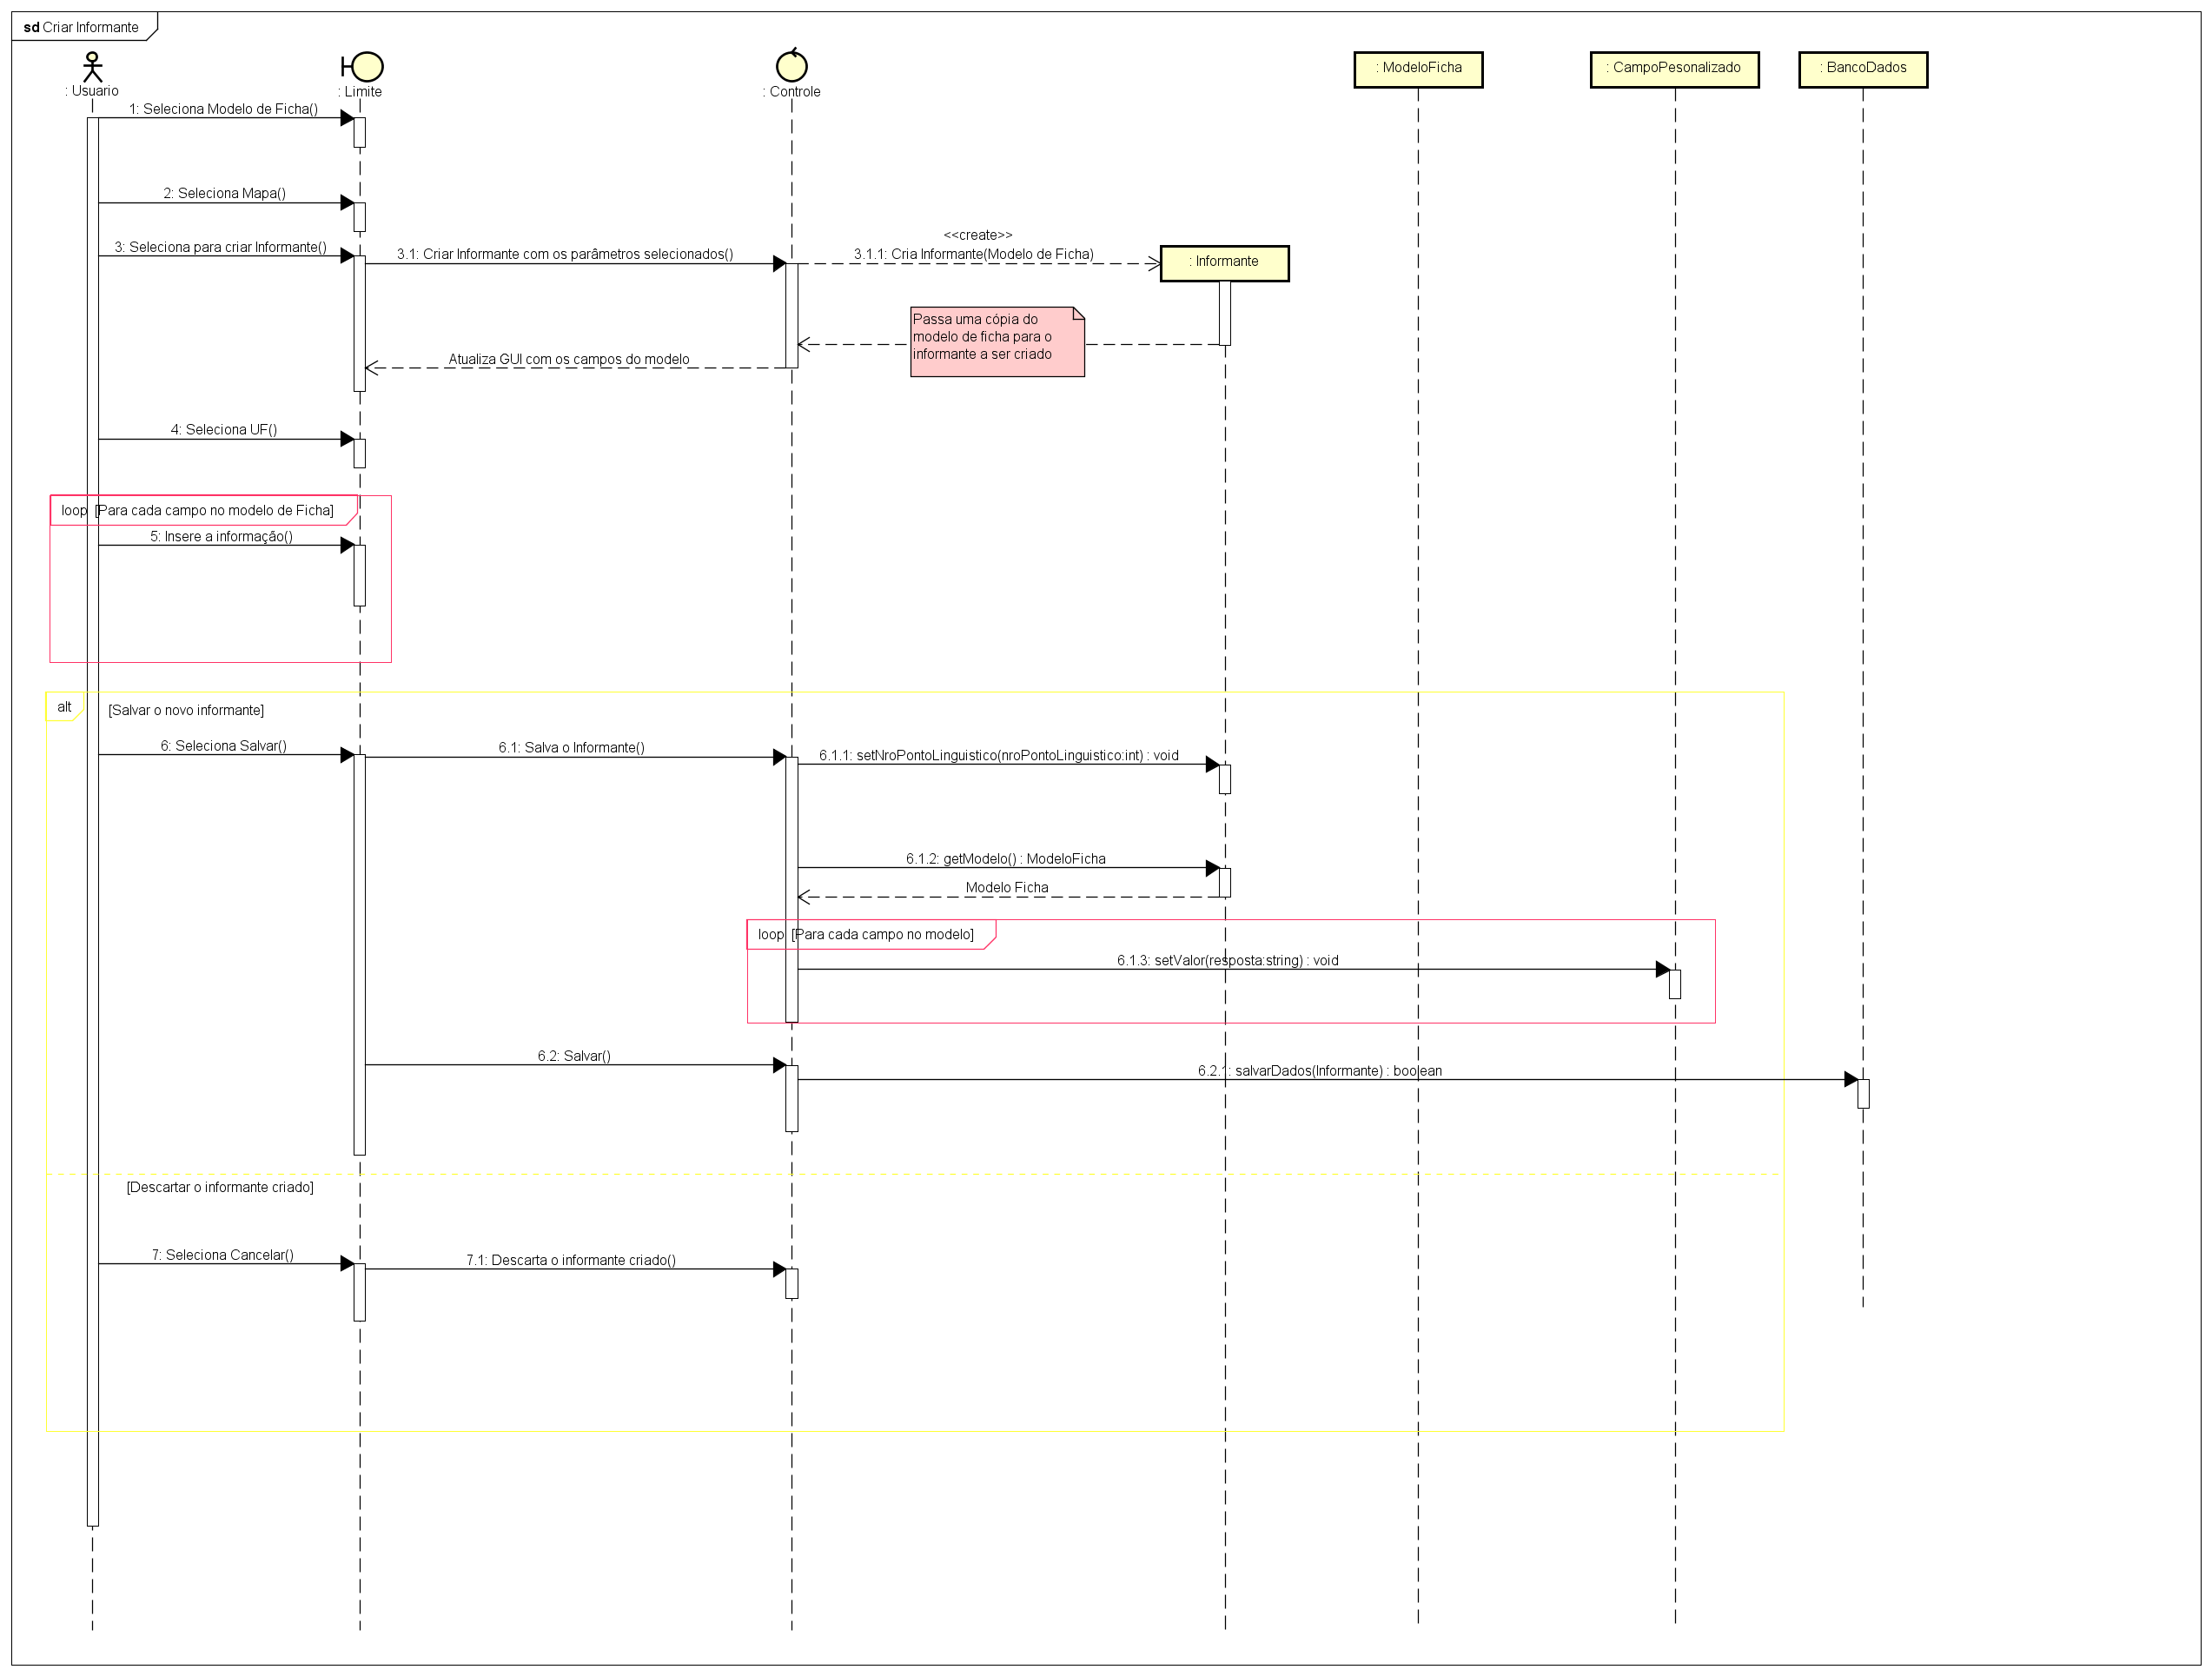 sd Criar Informante
: Usuario
: Limite
: Controle
: ModeloFicha
: CampoPesonalizado
: BancoDados
1: Seleciona Modelo de Ficha()
2: Seleciona Mapa()
3: Seleciona para criar Informante()
3.1: Criar Informante com os parâmetros selecionados()
<<create>>
3.1.1: Cria Informante(Modelo de Ficha)
: Informante
Passa uma cópia do
modelo de ficha para o
informante a ser criado
Atualiza GUI com os campos do modelo
4: Seleciona UF()
loop [Para cada campo no modelo de Ficha]
5: Insere a informação()
alt
[Salvar o novo informante]
6: Seleciona Salvar()
6.1: Salva o Informante()
6.1.1: setNroPontoLinguistico(nroPontoLinguistico:int) : void
6.1.2: getModelo() : ModeloFicha
Modelo Ficha
loop [Para cada campo no modelo]
6.1.3: setValor(resposta:string) : void
6.2: Salvar()
6.2.1: salvarDados(Informante) : boolean
[Descartar o informante criado]
7: Seleciona Cancelar()
7.1: Descarta o informante criado()